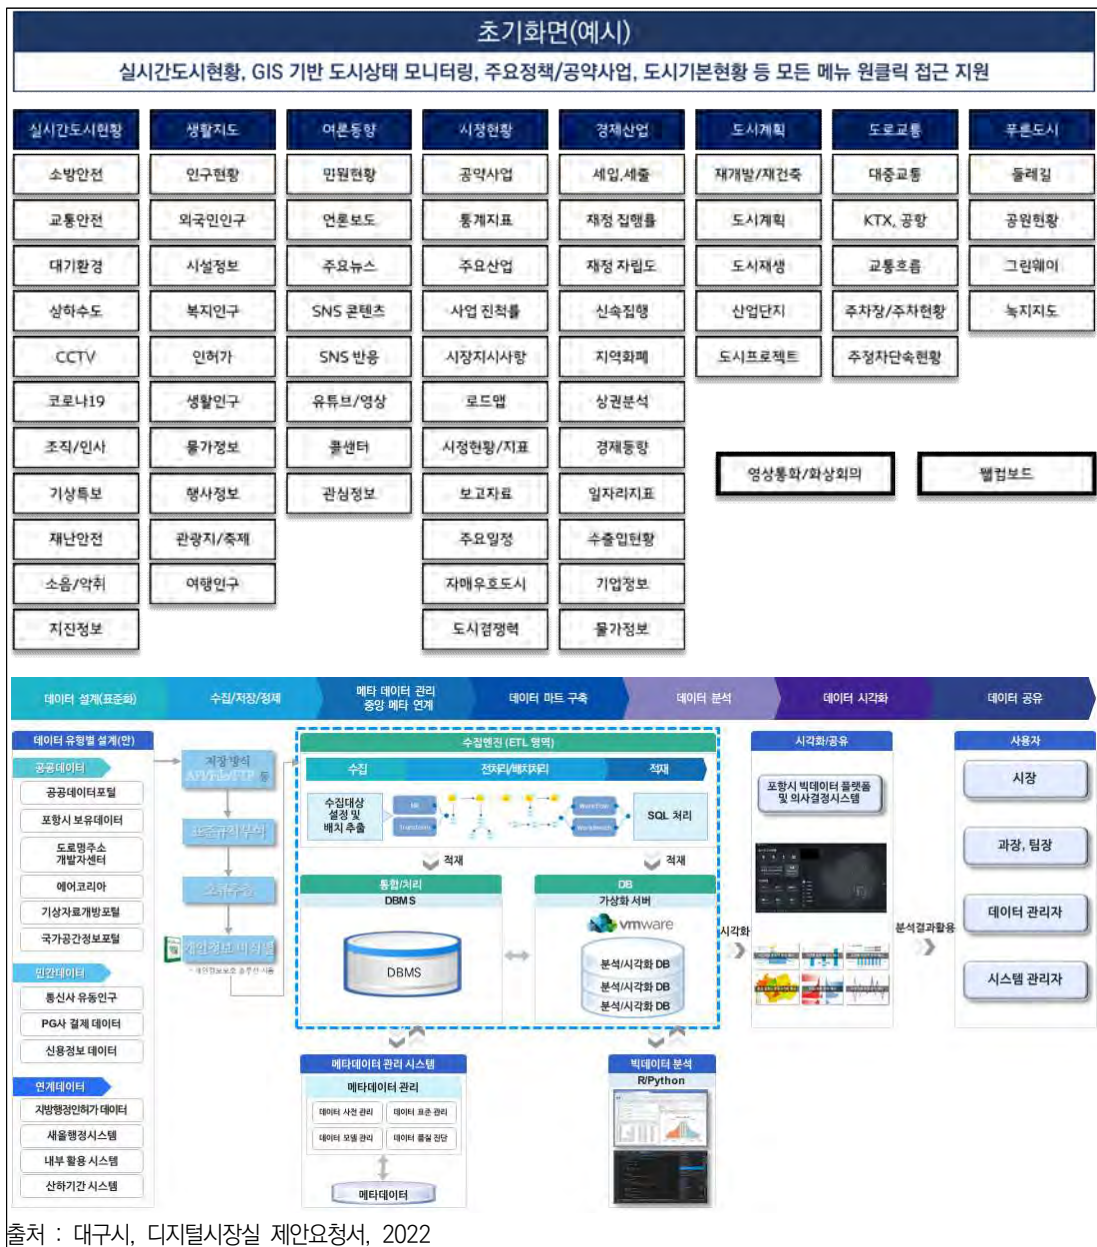 초기화면(예시)
실시간도시현황, GIS 기반 도시상태 모니터링, 주요정책/공약사업, 도시기본현황 등 모든 메뉴 원클릭 접근 지원
실시간도시현황
소방안전
교통안전
대기환경
상하수도
CCTV
코로나19
조직/인사
기상특보
재난안전
소음/악취
지진정보
생활지도
인구현황
외국인인구
시설정보
복지인구
인허가
생활인구
물가정보
행사정보
관광지/축제
여행인구
여론동향
민원현황
언론보도
주요뉴스
SNS 콘텐츠
SNS 반응
유튜브/영상
콜센터
관심정보
시정현황
공약사업
통계지표
주요산업
사업 진척률
시장지시사항
로드맵
시정현황/지표
보고자료
주요일정
자매우호도시
도시경쟁력
경제산업
세입,세출
재정 집행률
재정 자립도
신속집행
지역화폐
상권분석
경제동향
일자리지표
수출입현황
기업정보
물가정보
도시계획
재개발/재건축
도시계획
도시재생
산업단지
도시프로젝트
도로교통
대중교통
KTX, 공항
교통흐름
주차장/주차현황
주정차단속현황
푸른도시
둘레길
공원현황
그린웨이
녹지지도
영상통화/화상회의
웰컴보드
데이터 설계(표준화)
수집/저장/정제
메타 데이터 관리
중앙 메타 연계
데이터 마트 구축
데이터 분석
데이터 시각화
데이터 공유
데이터 유형별 설계(안)
공공데이터
공공데이터포털
포항시 보유데이터
도로명주소
개발자센터
에어코리아
기상자료개방포털
국가공간정보포털
민간데이터
통신사 유동인구
PG사 결제 데이터
신용정보 데이터
연계데이터
지방행정인허가 데이터
새올행정시스템
내부 활용 시스템
산하기간 시스템
저장방식
API/File/FTP 등
표준규칙부석
오류추출
개인정보 비식별
수집엔진 (ETL 영역)
수집
전처리/배치처리
적재
수집대상
설정 및
배치 추출
Transform
Workflow
Workbench
SQL 처리
적재
적재
통합/처리
DBMS
DBMS
DB
가상화 서버
vmware
분석/시각화 DB
분석/시각화 DB
분석/시각화 DB
메타데이터 관리 시스템
메타데이터 관리
데이터 사전 관리
데이터 표준 관리
데이터 모델 관리
데이터 품질 진단
메타데이터
빅데이터 분석
R/Python
시각화
시각화/공유
포항시 빅데이터 플랫폼
및 의사결정시스템
분석결과활용
사용자
시장
과장, 팀장
데이터 관리자
시스템 관리자
출처 : 대구시, 디지털시장실 제안요청서, 2022